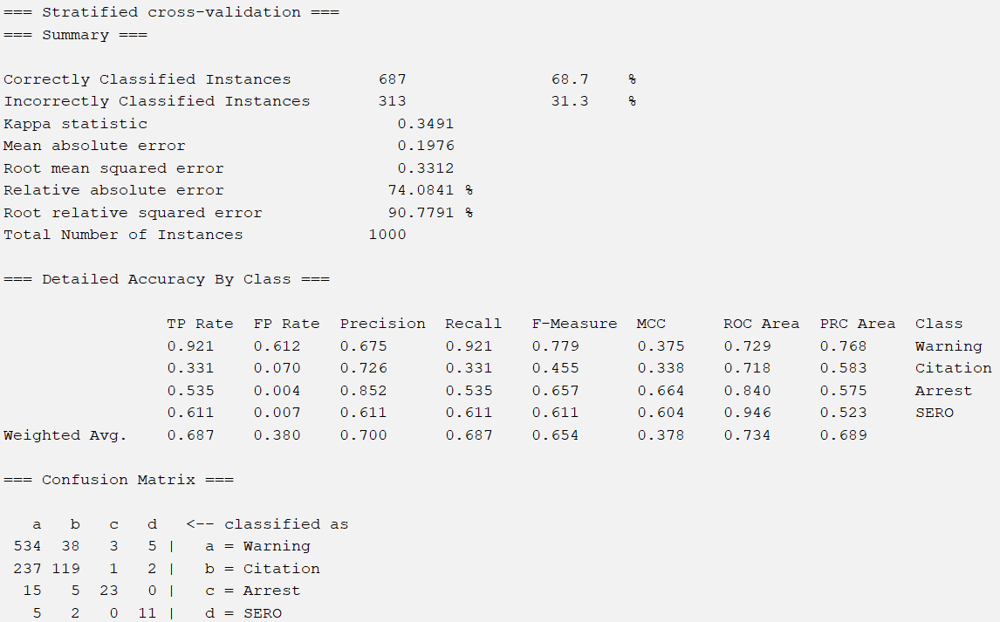 === Stratified cross-validation ===
=== Summary ===
Correctly Classified Instances         687               68.7    %
Incorrectly Classified Instances       313               31.3    %
Kappa statistic                          0.3491
Mean absolute error                      0.1976
Root mean squared error                  0.3312
Relative absolute error                 74.0841 %
Root relative squared error             90.7791 %
Total Number of Instances             1000
=== Detailed Accuracy By Class ===
                 TP Rate  FP Rate  Precision  Recall   F-Measure  MCC      ROC Area  PRC Area  Class
                 0.921    0.612    0.675      0.921    0.779      0.375    0.729     0.768     Warning
                 0.331    0.070    0.726      0.331    0.455      0.338    0.718     0.583     Citation
                 0.535    0.004    0.852      0.535    0.657      0.664    0.840     0.575     Arrest
                 0.611    0.007    0.611      0.611    0.611      0.604    0.946     0.523     SERO
Weighted Avg.    0.687    0.380    0.700      0.687    0.654      0.378    0.734     0.689
=== Confusion Matrix ===
   a   b   c   d   <-- classified as
 534  38   3   5 |   a = Warning
 237 119   1   2 |   b = Citation
  15   5  23   0 |   c = Arrest
   5   2   0  11 |   d = SERO